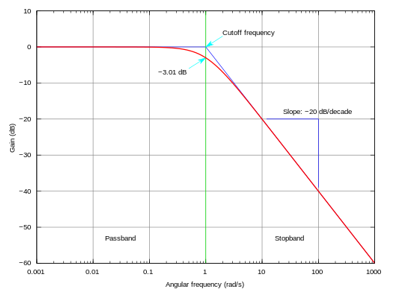 10
0
−10
−20
−30
−40
−50
−60
Gain (dB)
Cutoff frequency
−3.01 dB
Slope: −20 dB/decade
Passband
Stopband
0.001
0.01
0.1
1
10
100
1000
Angular frequency (rad/s)